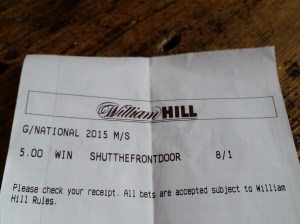 William HILL
G/NATIONAL 2015 M/S
5.00 WIN SHUTTHEFRONTDOOR 8/1
Please check your receipt. All bets are accepted subject to William
Hill Rules.